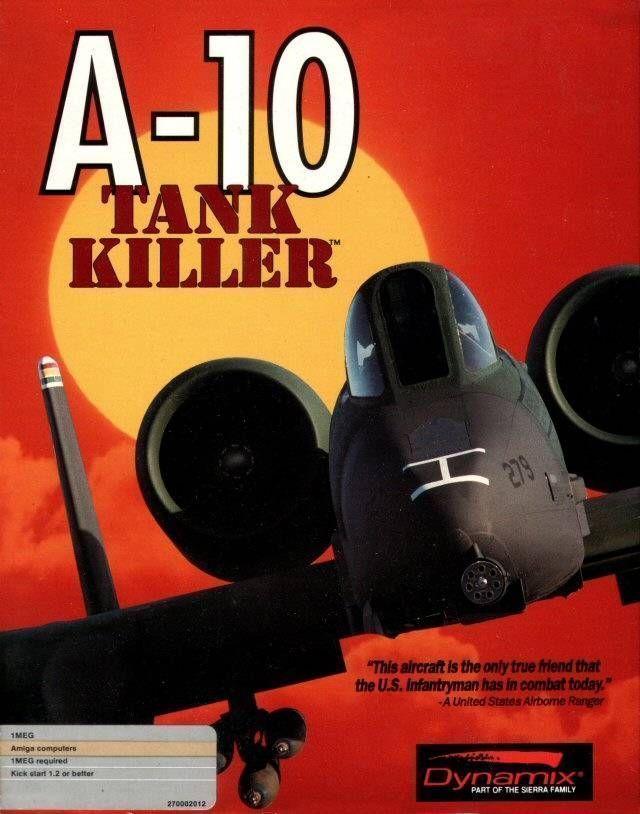 A-10
TANK
KILLER™
279
"This aircraft is the only true friend that
the U.S. Infantryman has in combat today."
-A United States Airborne Ranger
1MEG
Amiga computers
1MEG required
Kick start 1.2 or better
270002012
Dynamix®
PART OF THE SIERRA FAMILY